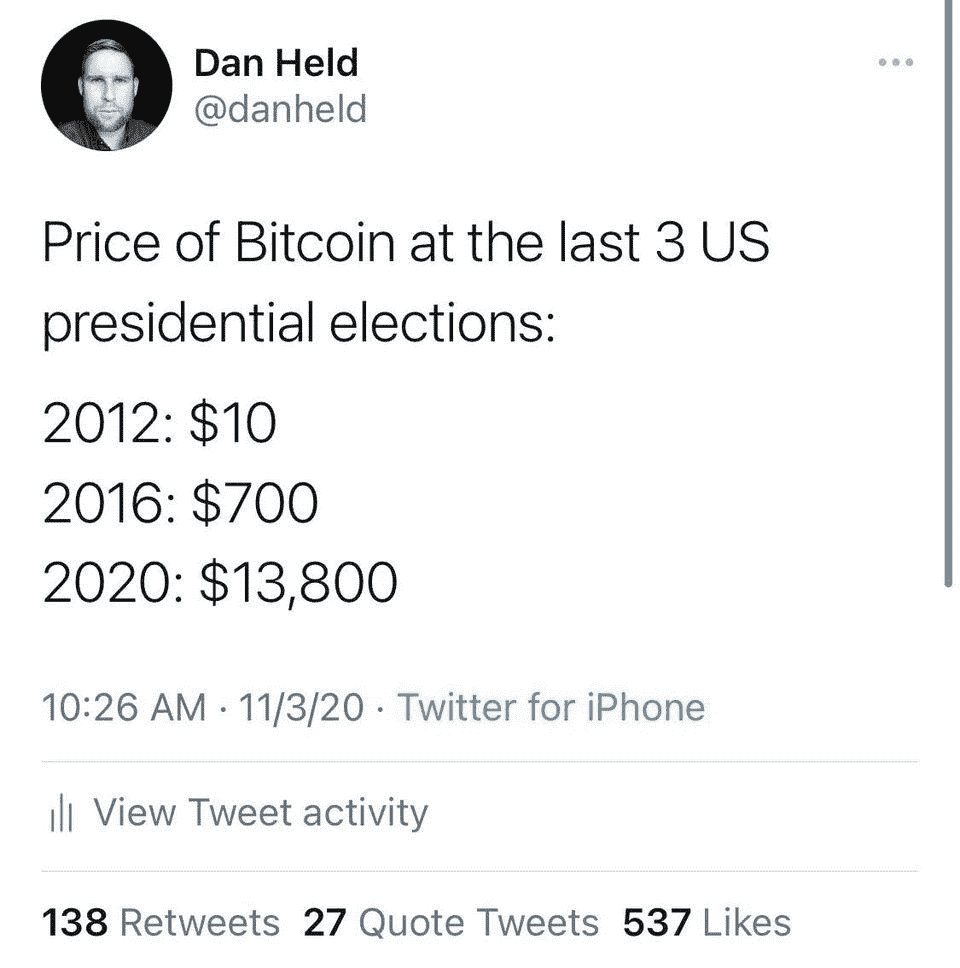 Dan Held
@danheld
Price of Bitcoin at the last 3 US
presidential elections:
2012: $10
2016: $700
2020: $13,800
10:26 AM · 11/3/20 · Twitter for iPhone
View Tweet activity
138 Retweets 27 Quote Tweets 537 Likes